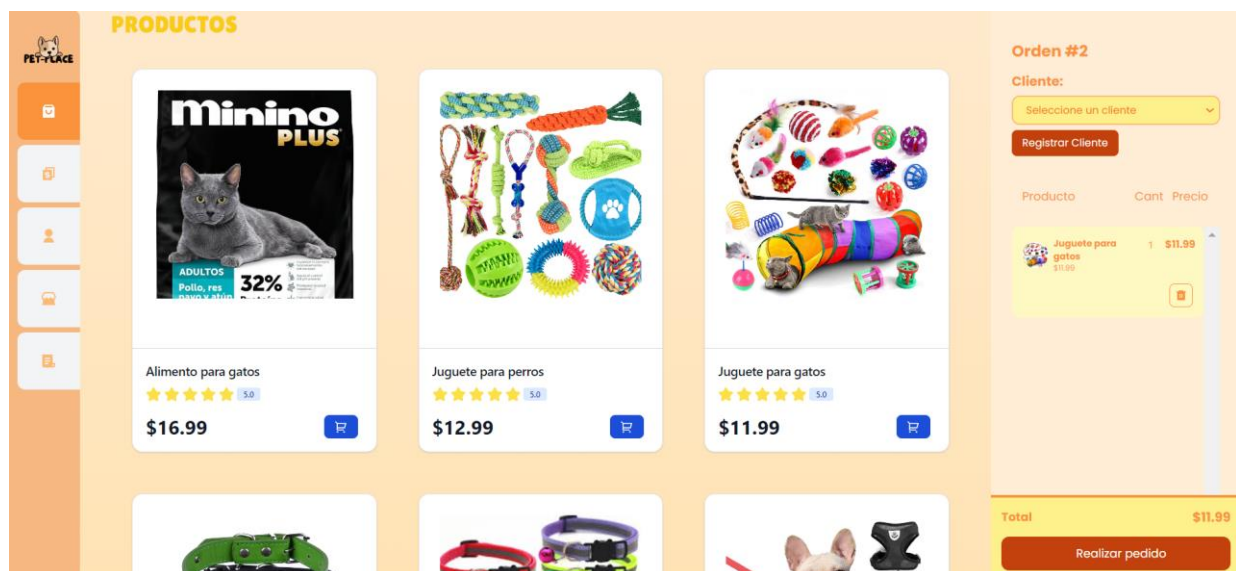 PET-PLACE
PRODUCTOS
Minino
PLUS
ADULTOS
Pollo, res
pavo y atún
32%
Alimento para gatos
5.0
$16.99
Juguete para perros
5.0
$12.99
Juguete para gatos
5.0
$11.99
Orden #2
Cliente:
Seleccione un cliente
Registrar Cliente
Producto Cant Precio
Juguete para 1 $11.99
gatos
$11.99
Total $11.99
Realizar pedido